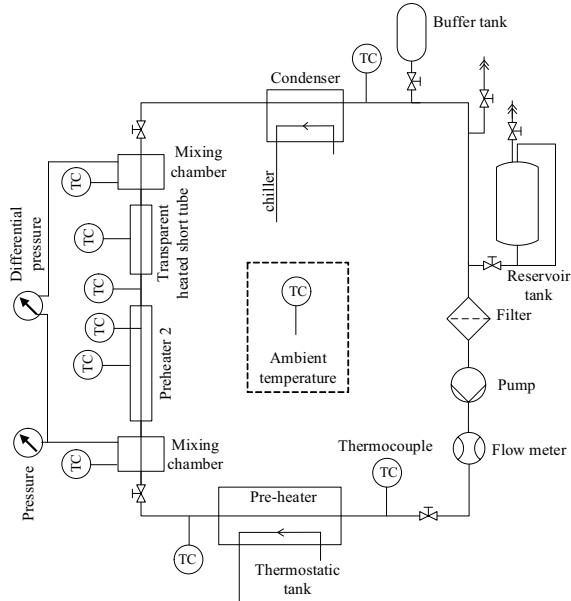 Buffer tank
TC
Condenser
chiller
Mixing
chamber
TC
TC
Transparent
heated short tube
Differential
pressure
Reservoir
tank
TC
TC
Ambient
temperature
TC
TC
Preheater 2
Filter
Pump
Mixing
chamber
TC
Pressure
Thermocouple
Flow meter
TC
Pre-heater
TC
Thermostatic
tank